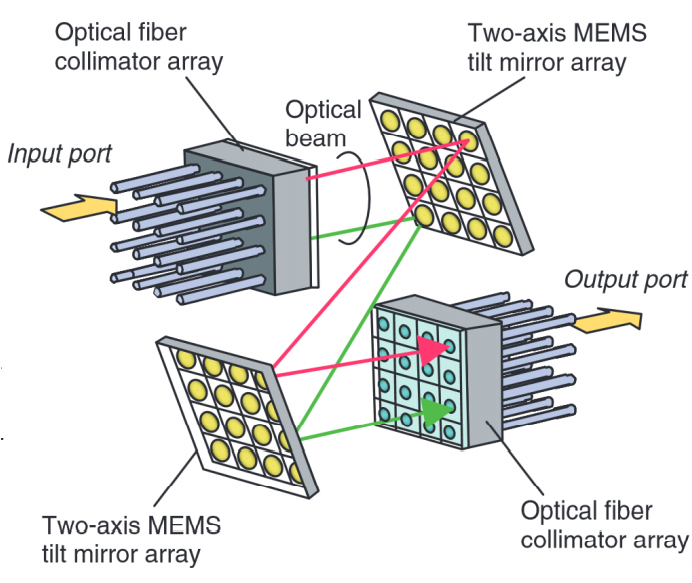 Optical fiber
collimator array
Two-axis MEMS
tilt mirror array
Optical
beam
Input port
Output port
Two-axis MEMS
tilt mirror array
Optical fiber
collimator array